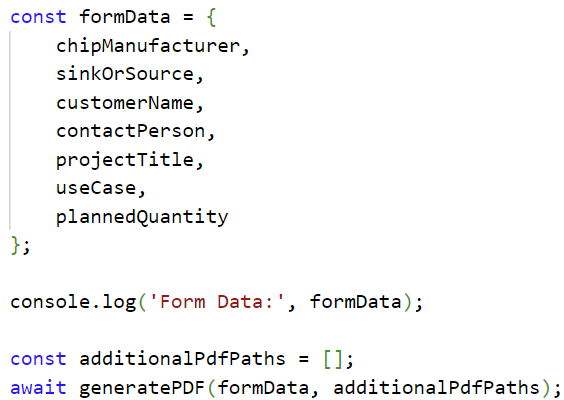 const formData = {
    chipManufacturer,
    sinkOrSource,
    customerName,
    contactPerson,
    projectTitle,
    useCase,
    plannedQuantity
};

console.log('Form Data:', formData);

const additionalPdfPaths = [];
await generatePDF(formData, additionalPdfPaths);